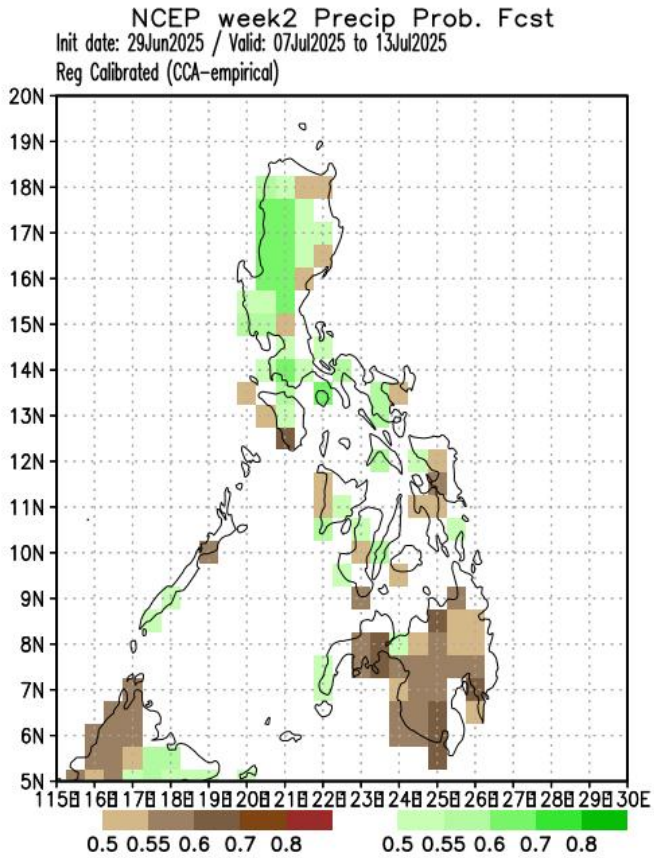 NCEP week2 Precip Prob. Fcst
Init date: 29Jun2025 / Valid: 07Jul2025 to 13Jul2025
Reg Calibrated (CCA-empirical)
20N
19N
18N
17N
16N
15N
14N
13N
12N
11N
10N
9N
8N
7N
6N
5N
115E 116E 117E 118E 119E 120E 121E 122E 123E 124E 125E 126E 127E 128E 129E 130E
0.5 0.55 0.6 0.7 0.8 0.5 0.55 0.6 0.7 0.8